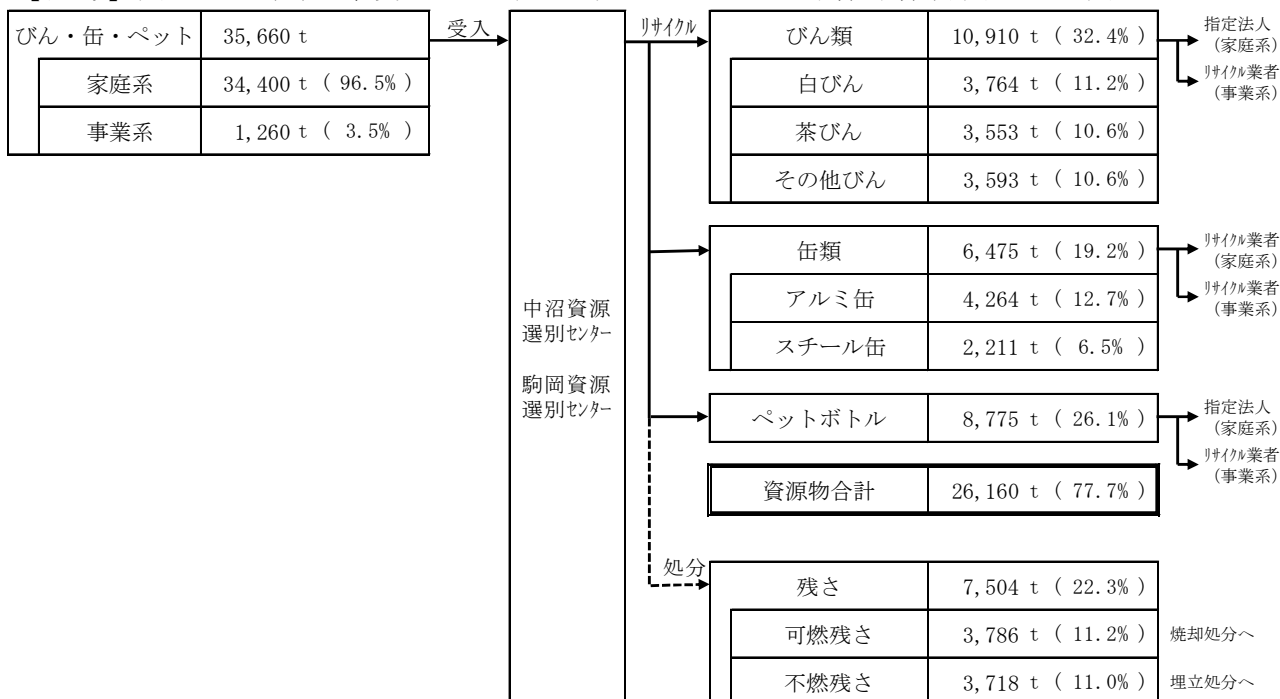 びん・缶・ペット 35,660 t
家庭系 34,400 t ( 96.5% )
事業系 1,260 t ( 3.5% )
受入
中沼資源
選別ｾﾝﾀｰ
駒岡資源
選別ｾﾝﾀｰ
ﾘｻｲｸﾙ
びん類 10,910 t ( 32.4% )
白びん 3,764 t ( 11.2% )
茶びん 3,553 t ( 10.6% )
その他びん 3,593 t ( 10.6% )
指定法人
(家庭系)
ﾘｻｲｸﾙ業者
(事業系)
缶類 6,475 t ( 19.2% )
アルミ缶 4,264 t ( 12.7% )
スチール缶 2,211 t ( 6.5% )
ﾘｻｲｸﾙ業者
(家庭系)
ﾘｻｲｸﾙ業者
(事業系)
ペットボトル 8,775 t ( 26.1% )
指定法人
(家庭系)
ﾘｻｲｸﾙ業者
(事業系)
資源物合計 26,160 t ( 77.7% )
処分
残さ 7,504 t ( 22.3% )
可燃残さ 3,786 t ( 11.2% ) 焼却処分へ
不燃残さ 3,718 t ( 11.0% ) 埋立処分へ